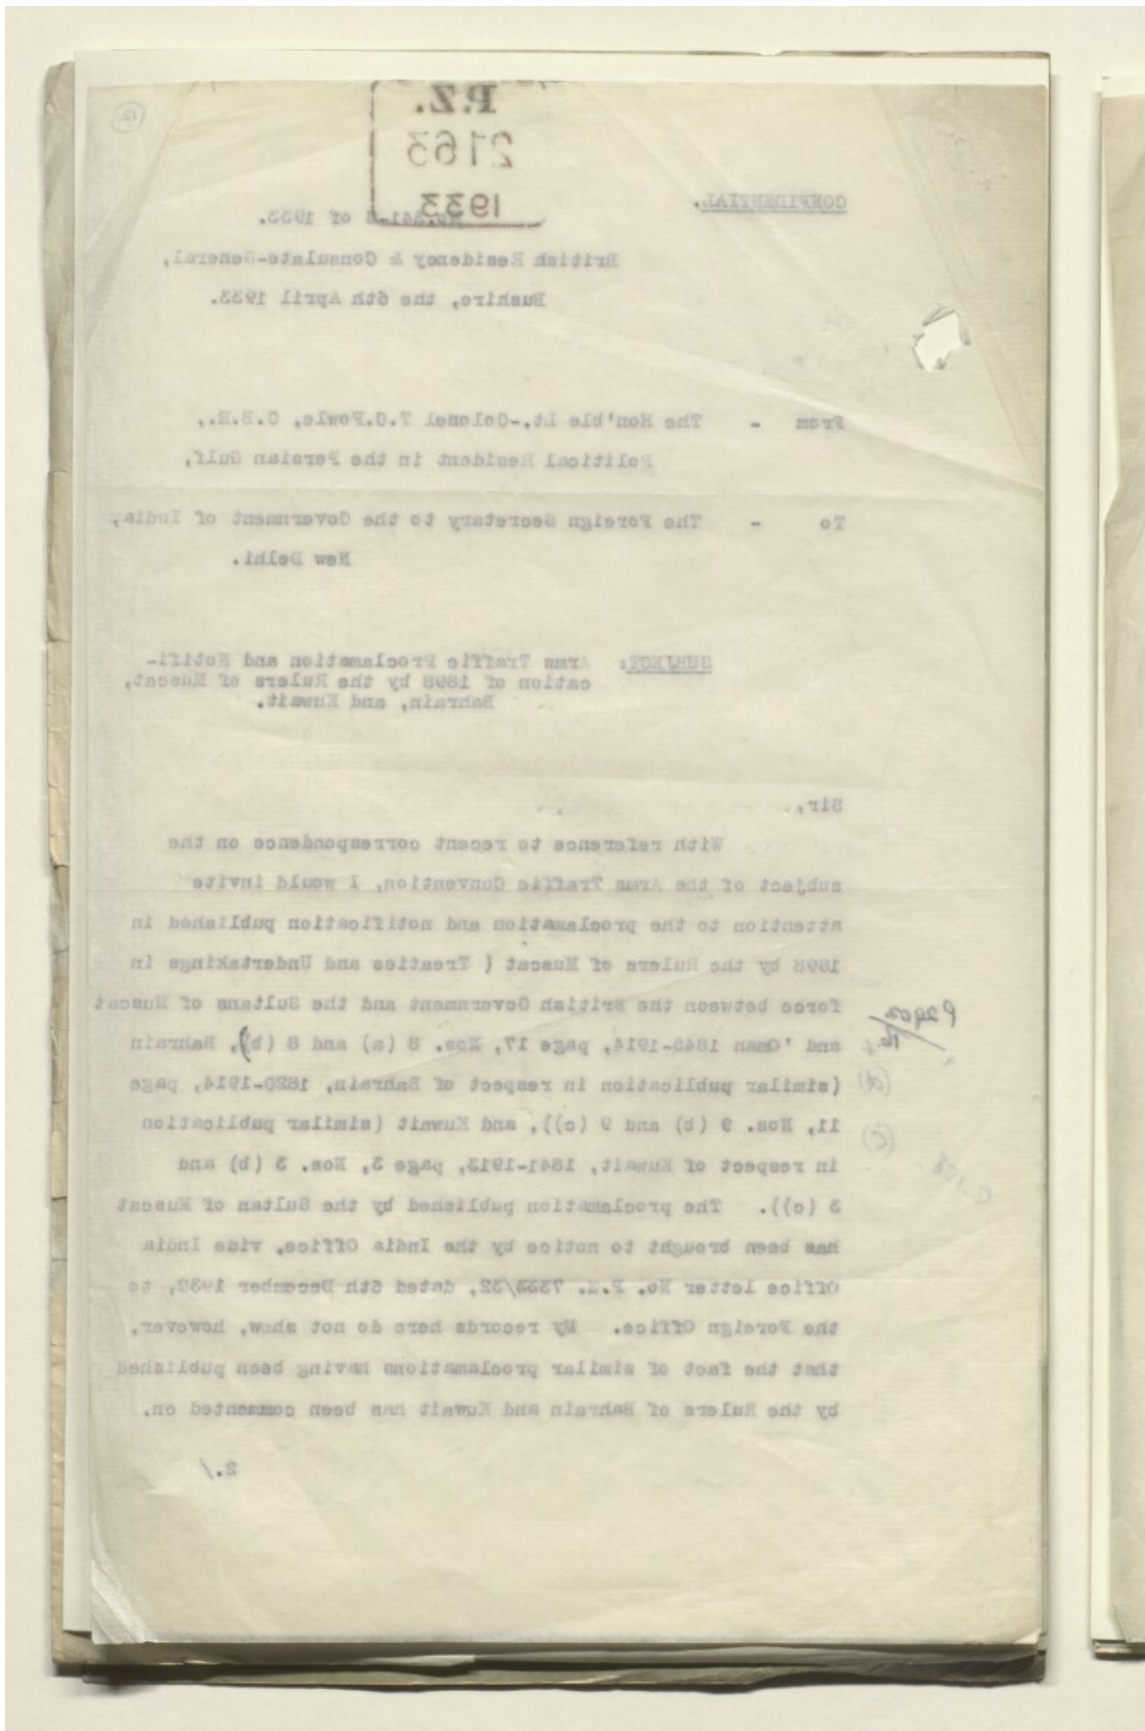 P.Z.
2163
1933
CONFIDENTIAL.
of 1933.
British Residency & Consulate-General,
Bushire, the 6th April 1933.
From - The Hon'ble Lt.-Colonel T.C.Fowle, C.B.E.,
Political Resident in the Persian Gulf,
To - The Foreign Secretary to the Government of India,
New Delhi.
SUBJECT: Arms Traffic Proclamation and Notifi-
cation of 1898 by the Rulers of Muscat,
Bahrain, and Kuwait.
Sir,
With reference to recent correspondence on the
subject of the Arms Traffic Convention, I would invite
attention to the proclamation and notification published in
1898 by the Rulers of Muscat ( Treaties and Undertakings in
force between the British Government and the Sultans of Muscat
and 'Oman 1845-1914, page 17, Nos. 8 (a) and 8 (b), Bahrain
(similar publication in respect of Bahrain, 1820-1914, page
11, Nos. 9 (b) and 9 (c)), and Kuwait (similar publication
in respect of Kuwait, 1841-1913, page 3, Nos. 3 (b) and
3 (c)). The proclamation published by the Sultan of Muscat
has been brought to notice by the India Office, vide India
Office letter No. P.Z. dated 6th December 1932, to
the Foreign Office. My records here do not show, however,
that the fact of similar proclamations having been published
by the Rulers of Bahrain and Kuwait has been commented on.
2./